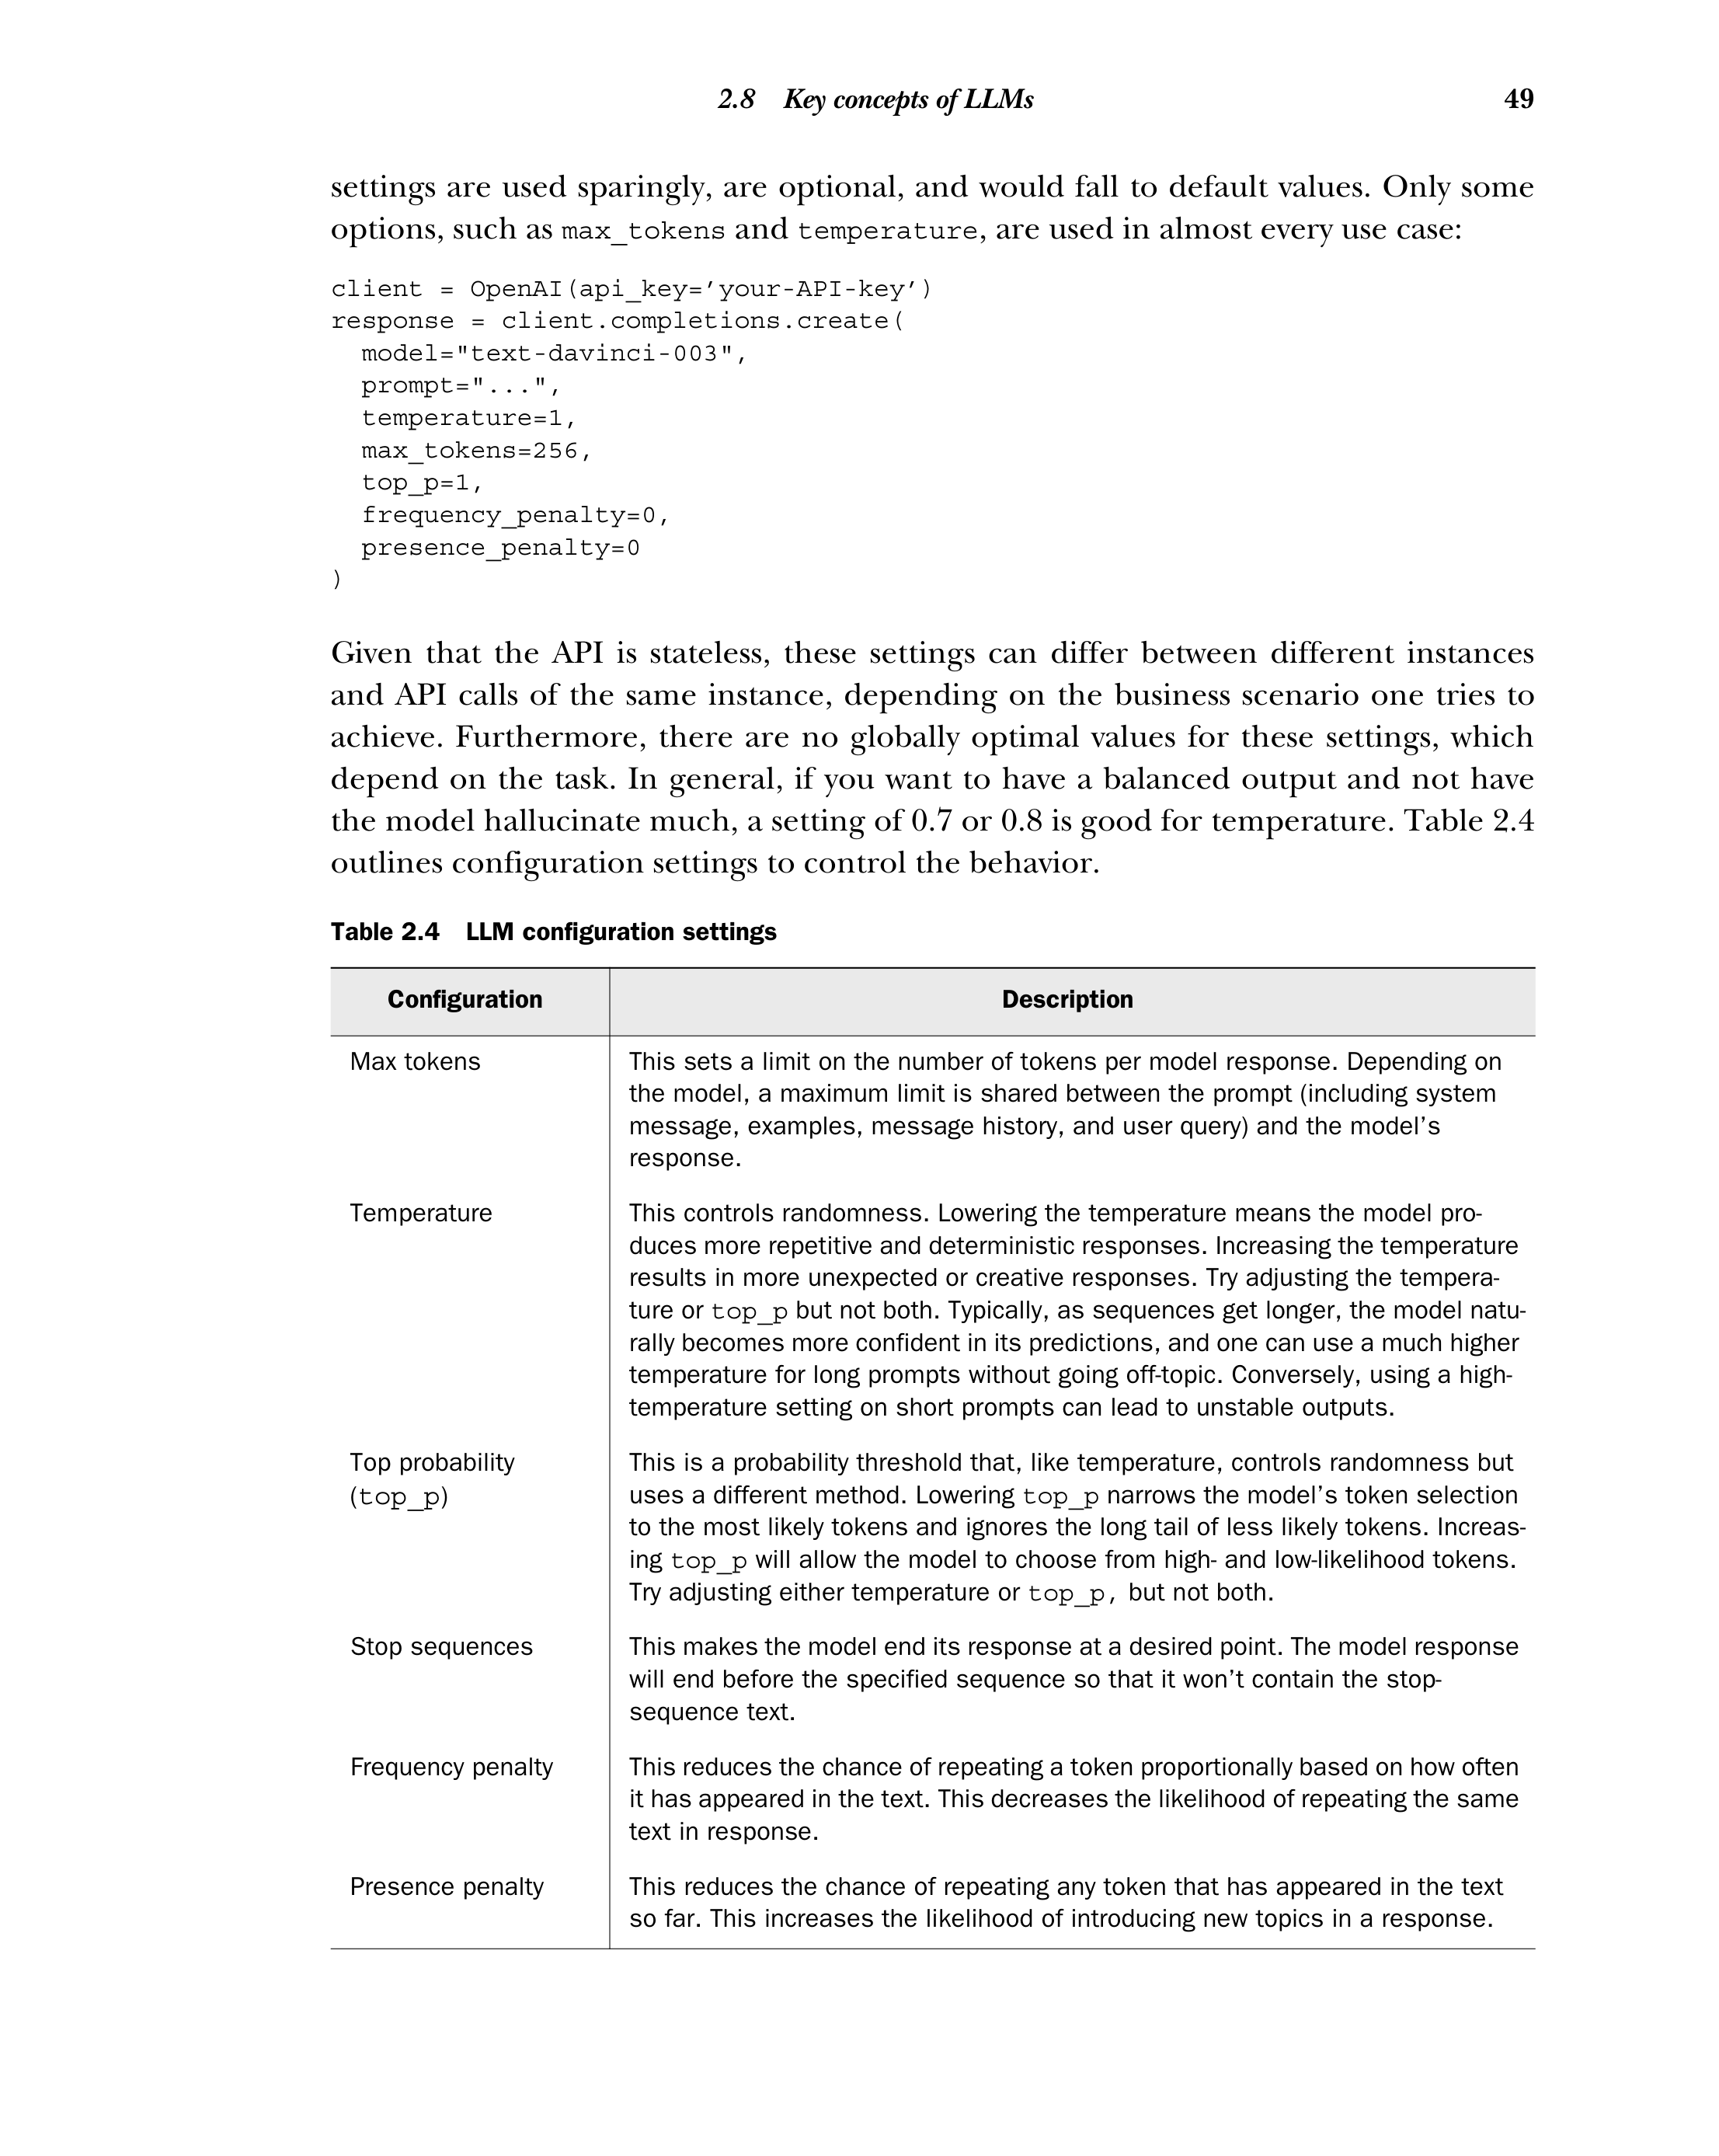 2.8 Key concepts of LLMs 49
settings are used sparingly, are optional, and would fall to default values. Only some
options, such as max_tokens and temperature, are used in almost every use case:
client = OpenAI(api_key=’your-API-key’)
response = client.completions.create(
  model="text-davinci-003",
  prompt="...",
  temperature=1,
  max_tokens=256,
  top_p=1,
  frequency_penalty=0,
  presence_penalty=0
)
Given that the API is stateless, these settings can differ between different instances
and API calls of the same instance, depending on the business scenario one tries to
achieve. Furthermore, there are no globally optimal values for these settings, which
depend on the task. In general, if you want to have a balanced output and not have
the model hallucinate much, a setting of 0.7 or 0.8 is good for temperature. Table 2.4
outlines configuration settings to control the behavior.
Table 2.4 LLM configuration settings
Configuration Description
Max tokens This sets a limit on the number of tokens per model response. Depending on
the model, a maximum limit is shared between the prompt (including system
message, examples, message history, and user query) and the model’s
response.
Temperature This controls randomness. Lowering the temperature means the model pro-
duces more repetitive and deterministic responses. Increasing the temperature
results in more unexpected or creative responses. Try adjusting the tempera-
ture or top_p but not both. Typically, as sequences get longer, the model natu-
rally becomes more confident in its predictions, and one can use a much higher
temperature for long prompts without going off-topic. Conversely, using a high-
temperature setting on short prompts can lead to unstable outputs.
Top probability This is a probability threshold that, like temperature, controls randomness but
(top_p) uses a different method. Lowering top_p narrows the model’s token selection
to the most likely tokens and ignores the long tail of less likely tokens. Increas-
ing top_p will allow the model to choose from high- and low-likelihood tokens.
Try adjusting either temperature or top_p, but not both.
Stop sequences This makes the model end its response at a desired point. The model response
will end before the specified sequence so that it won’t contain the stop-
sequence text.
Frequency penalty This reduces the chance of repeating a token proportionally based on how often
it has appeared in the text. This decreases the likelihood of repeating the same
text in response.
Presence penalty This reduces the chance of repeating any token that has appeared in the text
so far. This increases the likelihood of introducing new topics in a response.